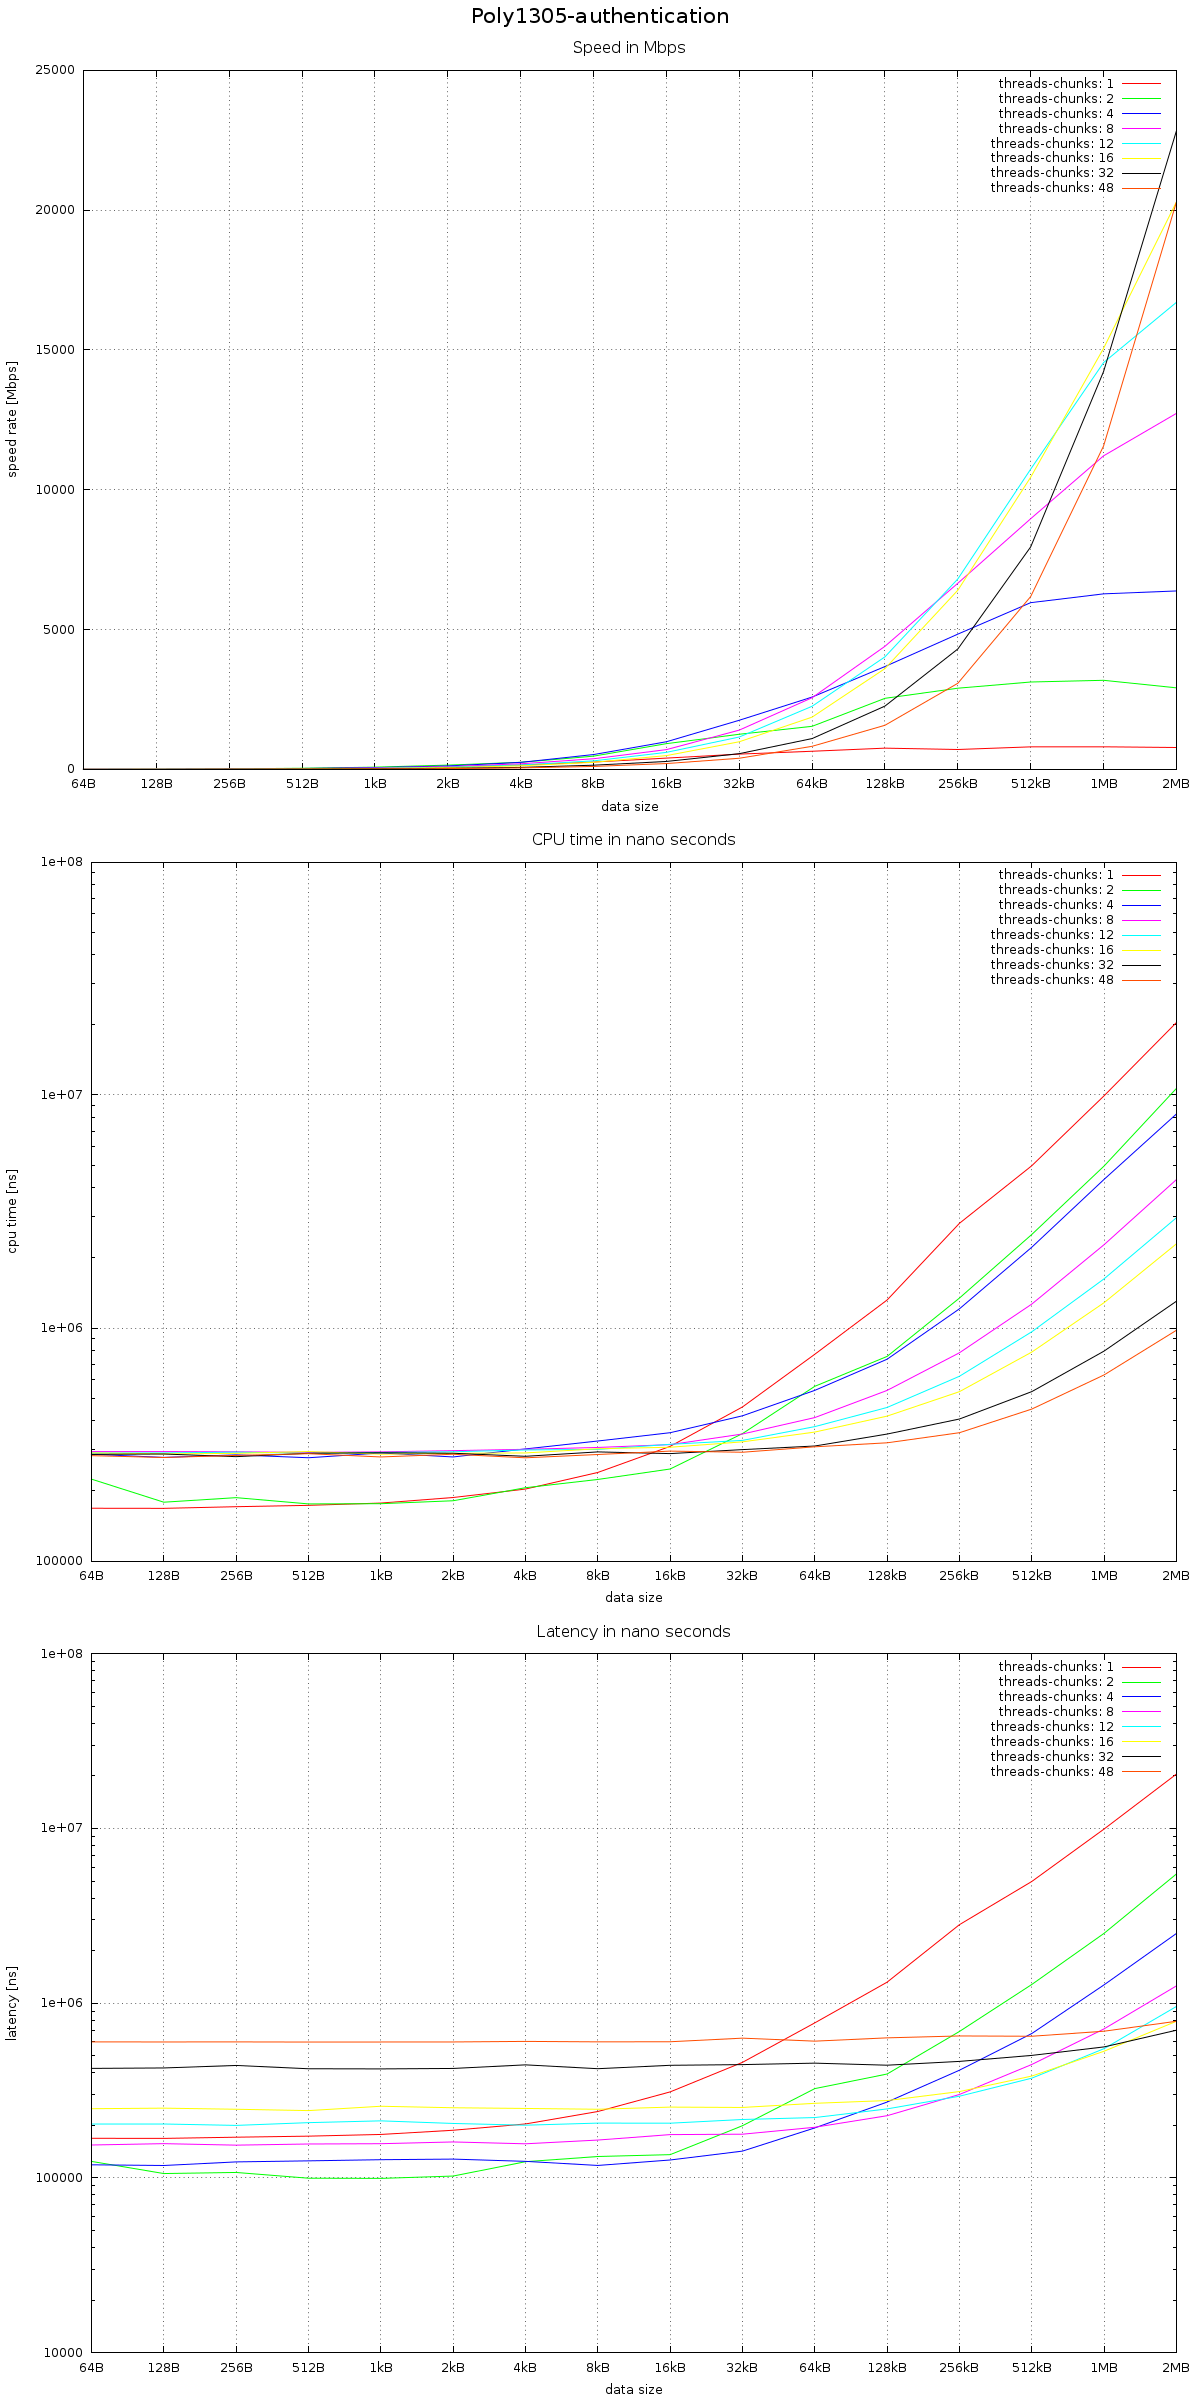 Poly1305-authentication
Speed in Mbps
25000
20000
15000
10000
5000
0
speed rate [Mbps]
threads-chunks: 1
threads-chunks: 2
threads-chunks: 4
threads-chunks: 8
threads-chunks: 12
threads-chunks: 16
threads-chunks: 32
threads-chunks: 48
64B 128B 256B 512B 1kB 2kB 4kB 8kB 16kB 32kB 64kB 128kB 256kB 512kB 1MB 2MB
data size
CPU time in nano seconds
1e+08
1e+07
1e+06
100000
cpu time [ns]
threads-chunks: 1
threads-chunks: 2
threads-chunks: 4
threads-chunks: 8
threads-chunks: 12
threads-chunks: 16
threads-chunks: 32
threads-chunks: 48
64B 128B 256B 512B 1kB 2kB 4kB 8kB 16kB 32kB 64kB 128kB 256kB 512kB 1MB 2MB
data size
Latency in nano seconds
1e+08
1e+07
1e+06
100000
10000
latency [ns]
threads-chunks: 1
threads-chunks: 2
threads-chunks: 4
threads-chunks: 8
threads-chunks: 12
threads-chunks: 16
threads-chunks: 32
threads-chunks: 48
64B 128B 256B 512B 1kB 2kB 4kB 8kB 16kB 32kB 64kB 128kB 256kB 512kB 1MB 2MB
data size